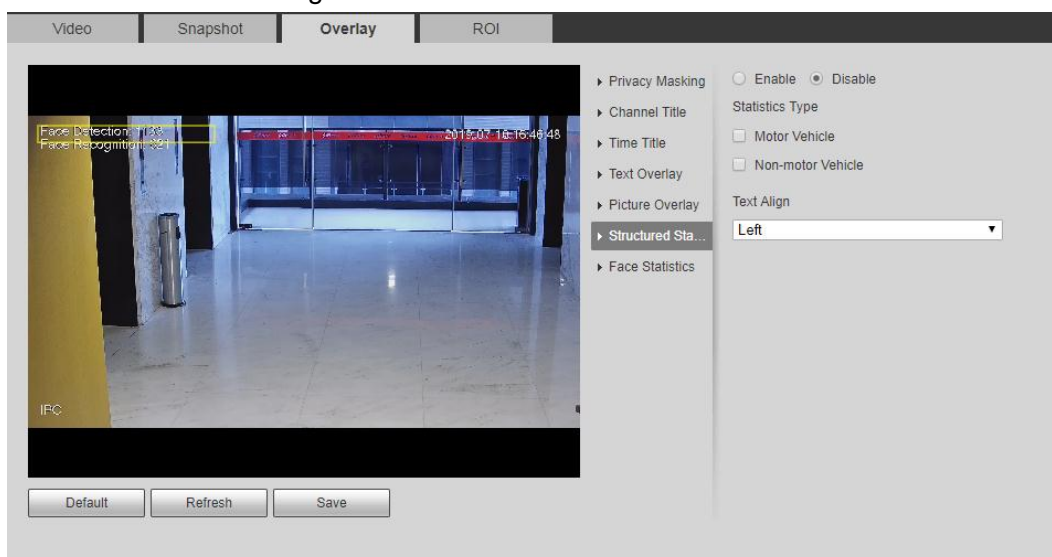 Video Snapshot Overlay ROI
Face Detection: 1133
Face Recognition: 321
2019-07-16 16:46:48
IPC
Privacy Masking
Channel Title
Time Title
Text Overlay
Picture Overlay
Structured Sta...
Face Statistics
Enable Disable
Statistics Type
Motor Vehicle
Non-motor Vehicle
Text Align
Left
Default Refresh Save